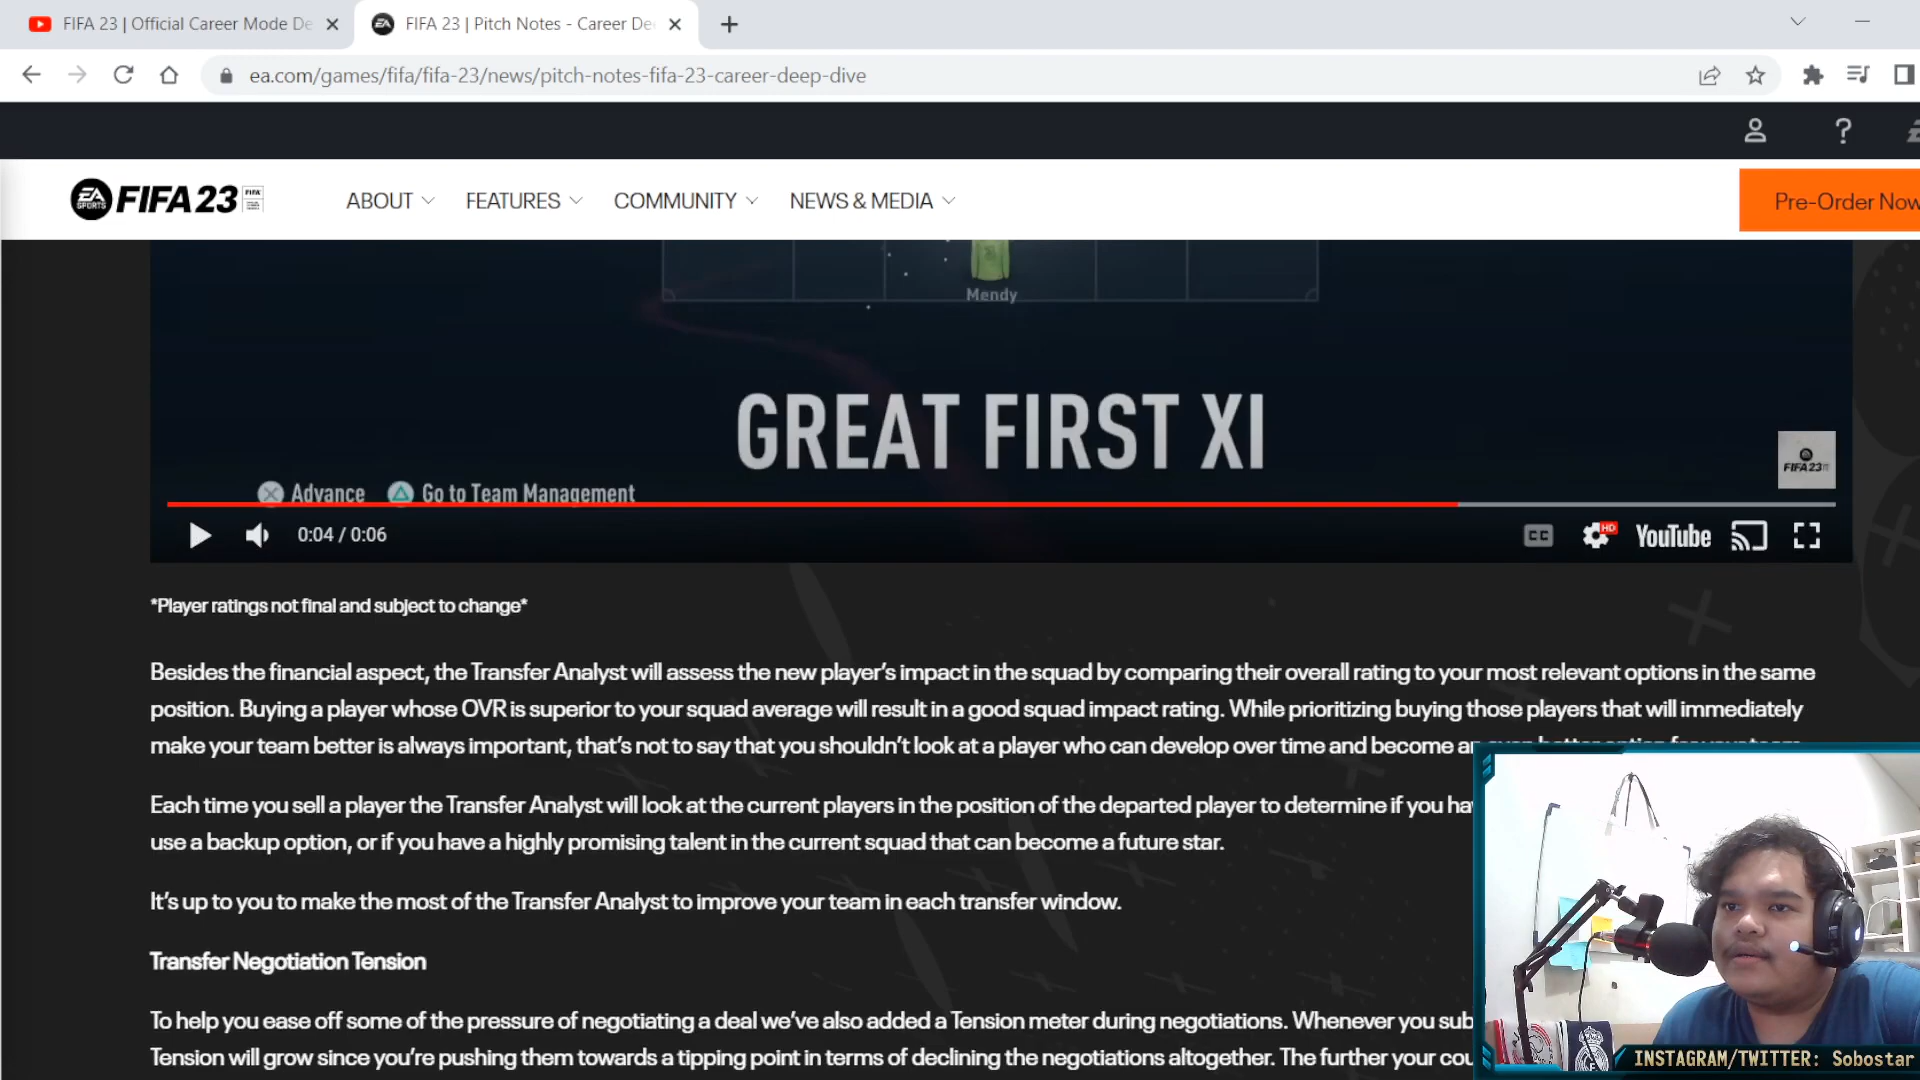 FIFA 23 | Official Career Mode De
FIFA 23 | Pitch Notes - Career De
ea.com/games/fifa/fifa-23/news/pitch-notes-fifa-23-career-deep-dive
EA SPORTS FIFA 23
ABOUT FEATURES COMMUNITY NEWS & MEDIA
Pre-Order Now
Mendy
GREAT FIRST XI
FIFA 23
Advance Go to Team Management
0:04 / 0:06
CC HD YouTube
*Player ratings not final and subject to change*
Besides the financial aspect, the Transfer Analyst will assess the new player's impact in the squad by comparing their overall rating to your most relevant options in the same
position. Buying a player whose OVR is superior to your squad average will result in a good squad impact rating. While prioritizing buying those players that will immediately
make your team better is always important, that's not to say that you shouldn't look at a player who can develop over time and become an
Each time you sell a player the Transfer Analyst will look at the current players in the position of the departed player to determine if you ha
use a backup option, or if you have a highly promising talent in the current squad that can become a future star.
It's up to you to make the most of the Transfer Analyst to improve your team in each transfer window.
Transfer Negotiation Tension
To help you ease off some of the pressure of negotiating a deal we've also added a Tension meter during negotiations. Whenever you sub
Tension will grow since you're pushing them towards a tipping point in terms of declining the negotiations altogether. The further your cou
INSTAGRAM/TWITTER: Sobostar